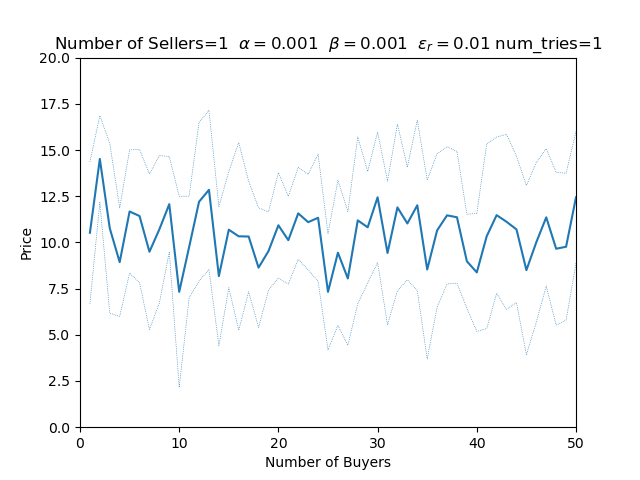 Number of Sellers=1 α = 0.001 β = 0.001 εr = 0.01 num_tries=1
20.0
17.5
15.0
12.5
10.0
7.5
5.0
2.5
0.0
Price
0 10 20 30 40 50
Number of Buyers